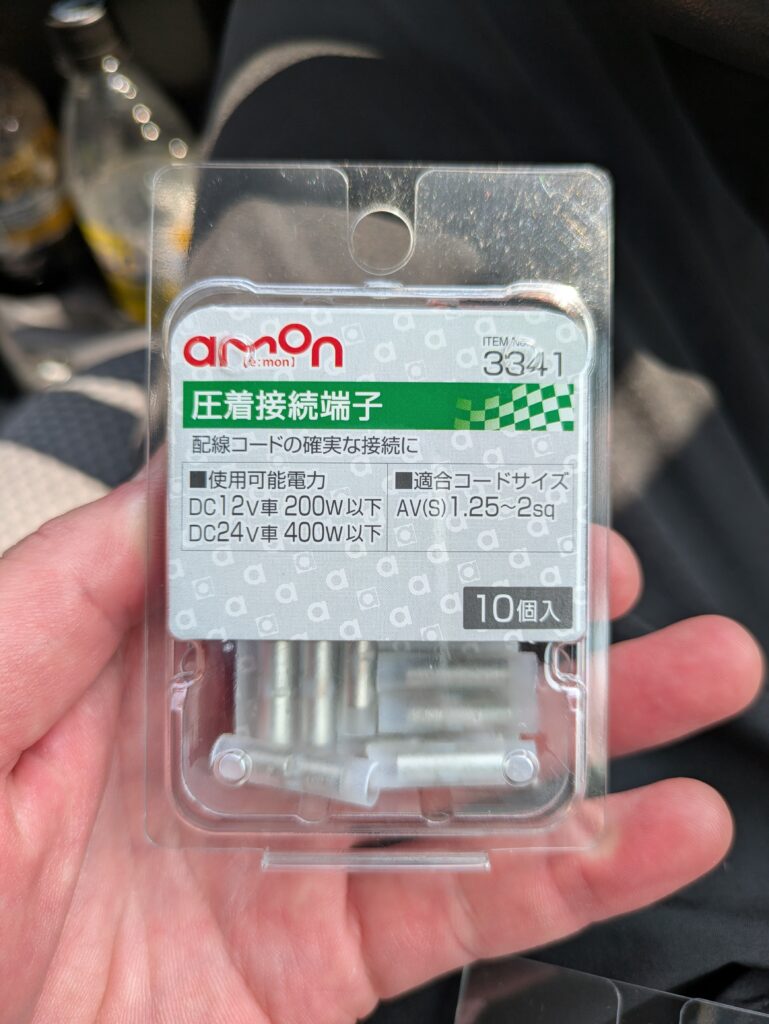 amon
[e:mon]
ITEM No.
3341
圧着接続端子
配線コードの確実な接続に
■使用可能電力
DC12V車 200W以下
DC24V車 400W以下
■適合コードサイズ
AV(S)1.25～2sq
10個入